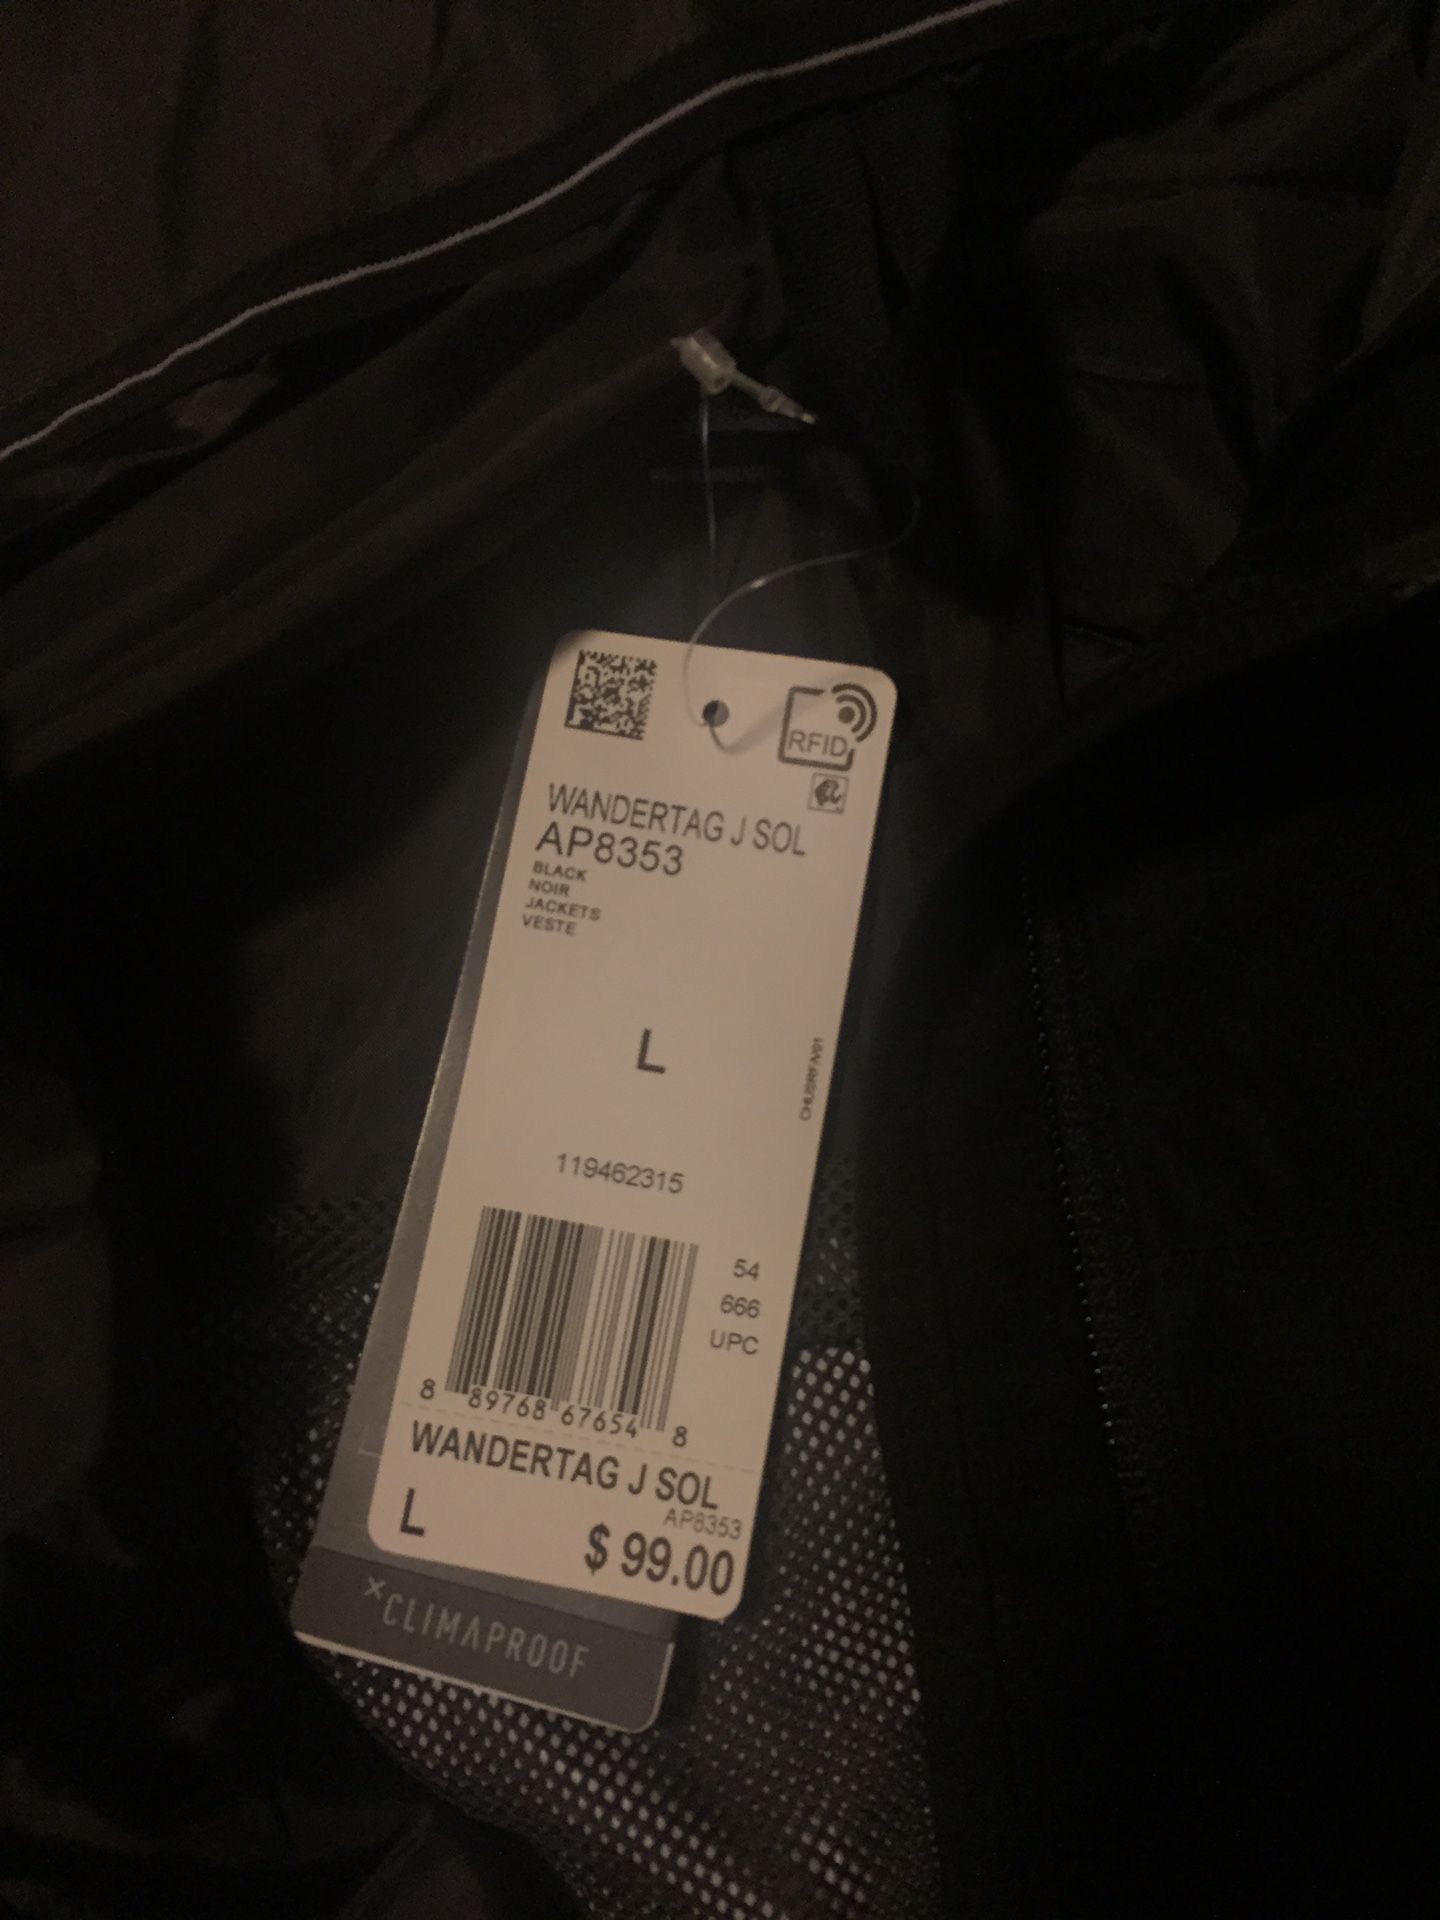 RFID
WANDERTAG J SOL
AP8353
BLACK
NOIR
JACKETS
VESTE
L
119462315
54
666
UPC
8 89768 67654 8
WANDERTAG J SOL
AP8353
L $ 99.00
CLIMAPROOF